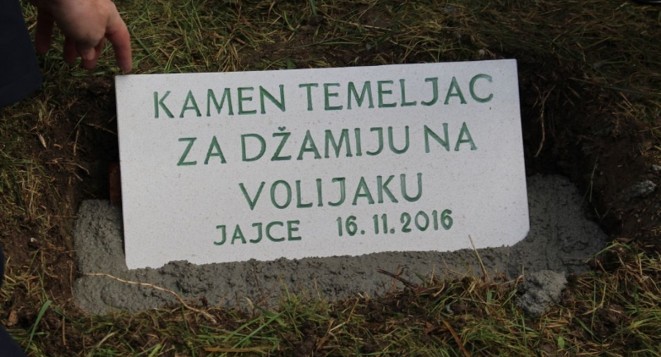 KAMEN TEMELJAC
ZA DŽAMIJU NA
VOLIJAKU
JAJCE 16.11.2016